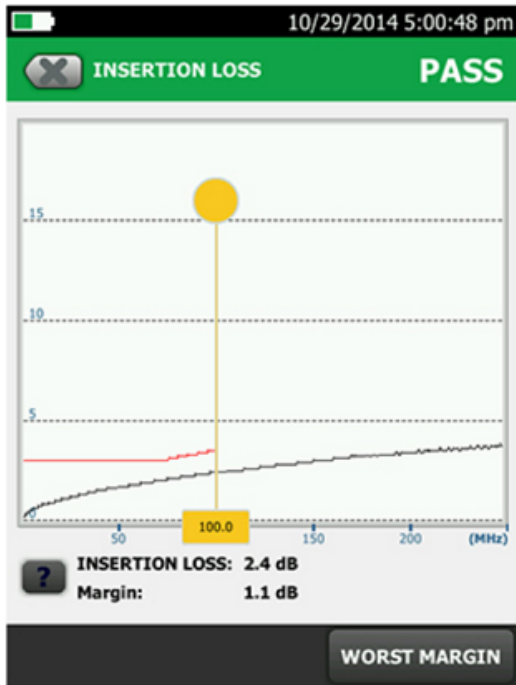 10/29/2014 5:00:48 pm
INSERTION LOSS PASS
15
10
5
0
100.0
50 150 200 (MHz)
? INSERTION LOSS: 2.4 dB
Margin: 1.1 dB
WORST MARGIN